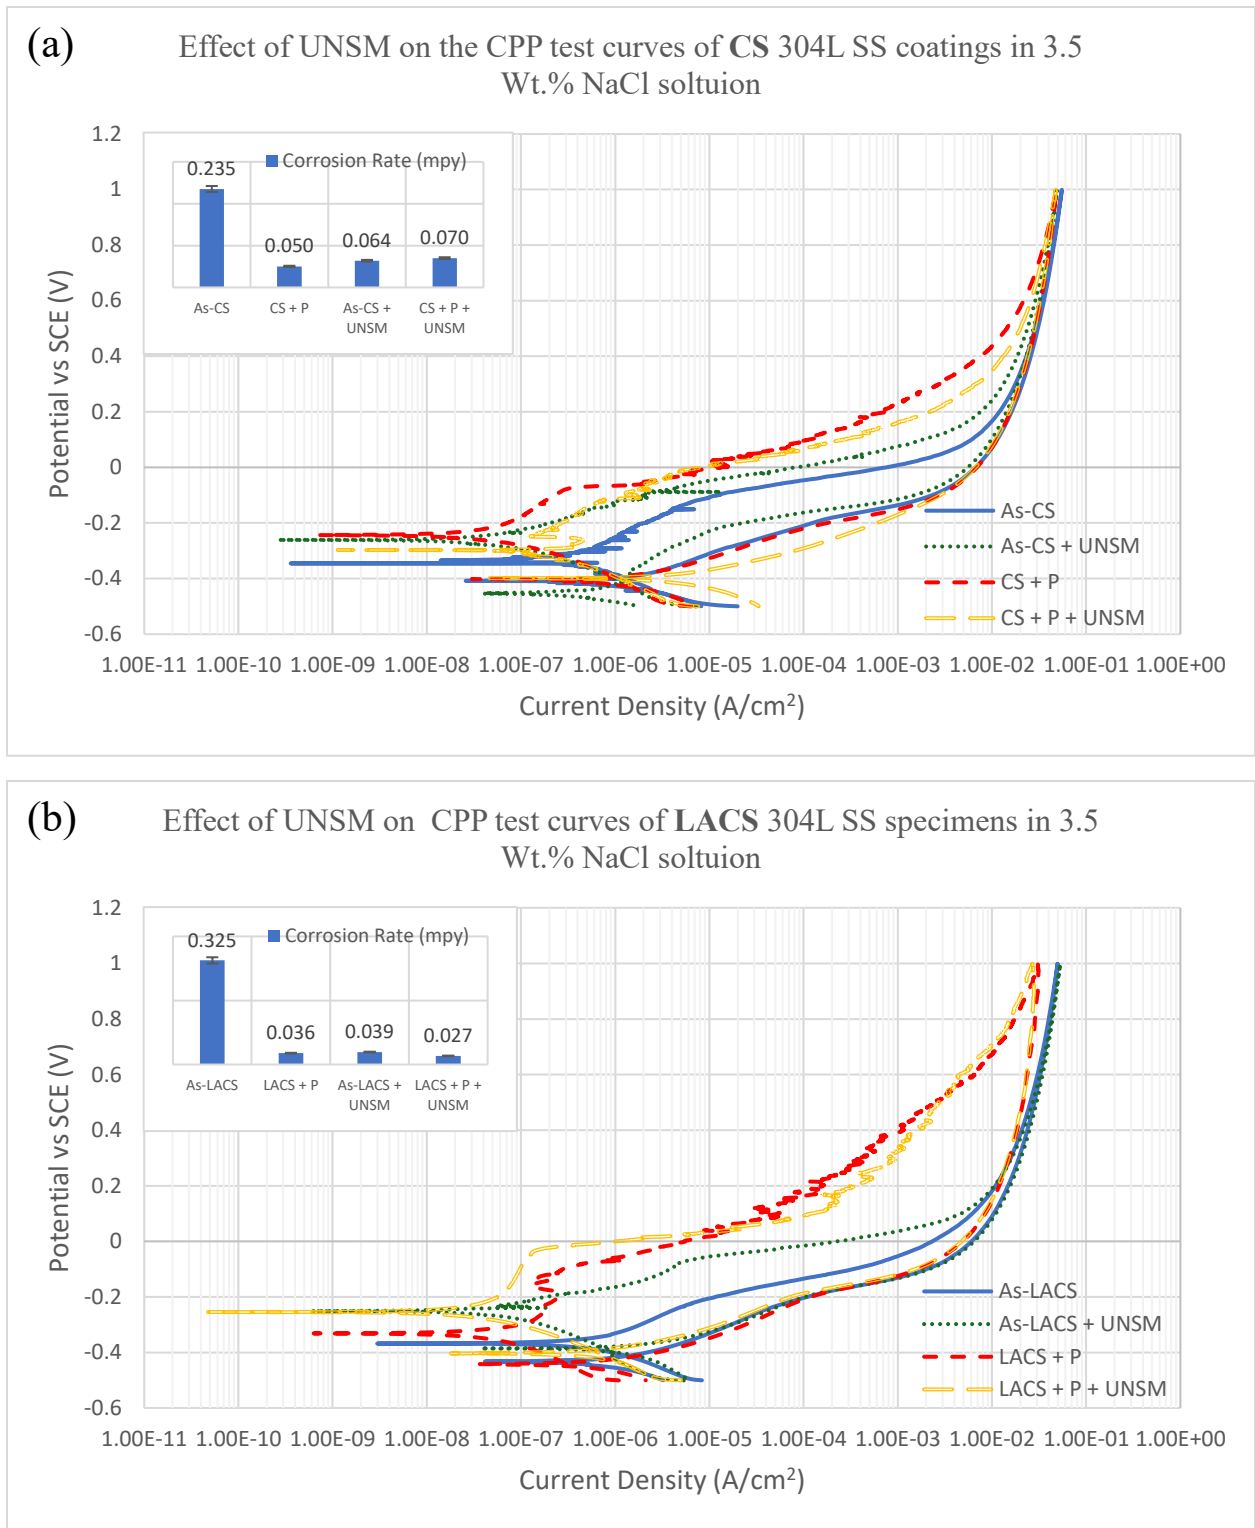 (a)
Effect of UNSM on the CPP test curves of CS 304L SS coatings in 3.5
Wt.% NaCl soltuion
Corrosion Rate (mpy)
0.235
0.050
0.064
0.070
As-CS
CS + P
As-CS +
UNSM
CS + P +
UNSM
Potential vs SCE (V)
1.2
1
0.8
0.6
0.4
0.2
0
-0.2
-0.4
-0.6
As-CS
As-CS + UNSM
CS + P
CS + P + UNSM
1.00E-11 1.00E-10 1.00E-09 1.00E-08 1.00E-07 1.00E-06 1.00E-05 1.00E-04 1.00E-03 1.00E-02 1.00E-01 1.00E+00
Current Density (A/cm²)
(b)
Effect of UNSM on CPP test curves of LACS 304L SS specimens in 3.5
Wt.% NaCl soltuion
Corrosion Rate (mpy)
0.325
0.036
0.039
0.027
As-LACS
LACS + P
As-LACS +
UNSM
LACS + P +
UNSM
Potential vs SCE (V)
1.2
1
0.8
0.6
0.4
0.2
0
-0.2
-0.4
-0.6
As-LACS
As-LACS + UNSM
LACS + P
LACS + P + UNSM
1.00E-11 1.00E-10 1.00E-09 1.00E-08 1.00E-07 1.00E-06 1.00E-05 1.00E-04 1.00E-03 1.00E-02 1.00E-01 1.00E+00
Current Density (A/cm²)